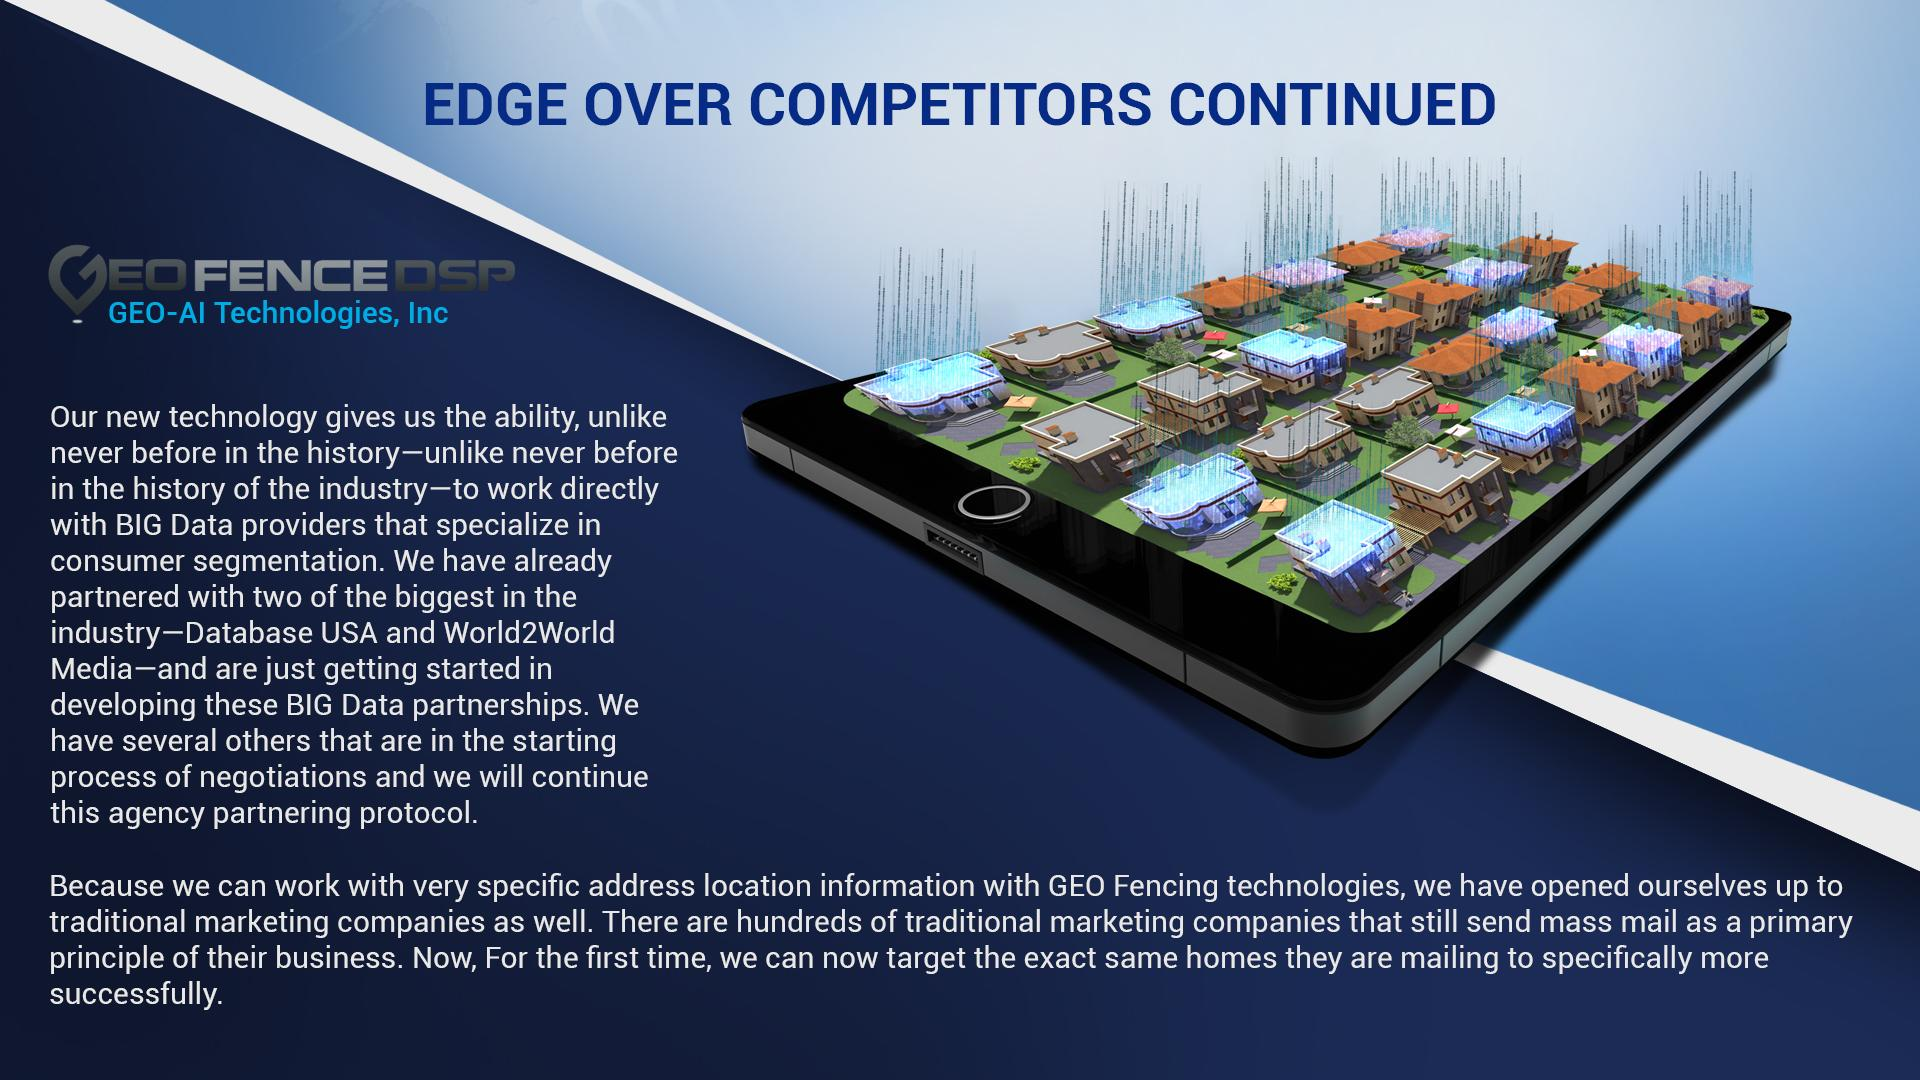 EDGE OVER COMPETITORS CONTINUED
GEOFENCEDSP
GEO-AI Technologies, Inc
Our new technology gives us the ability, unlike
never before in the history—unlike never before
in the history of the industry—to work directly
with BIG Data providers that specialize in
consumer segmentation. We have already
partnered with two of the biggest in the
industry—Database USA and World2World
Media—and are just getting started in
developing these BIG Data partnerships. We
have several others that are in the starting
process of negotiations and we will continue
this agency partnering protocol.
Because we can work with very specific address location information with GEO Fencing technologies, we have opened ourselves up to
traditional marketing companies as well. There are hundreds of traditional marketing companies that still send mass mail as a primary
principle of their business. Now, For the first time, we can now target the exact same homes they are mailing to specifically more
successfully.